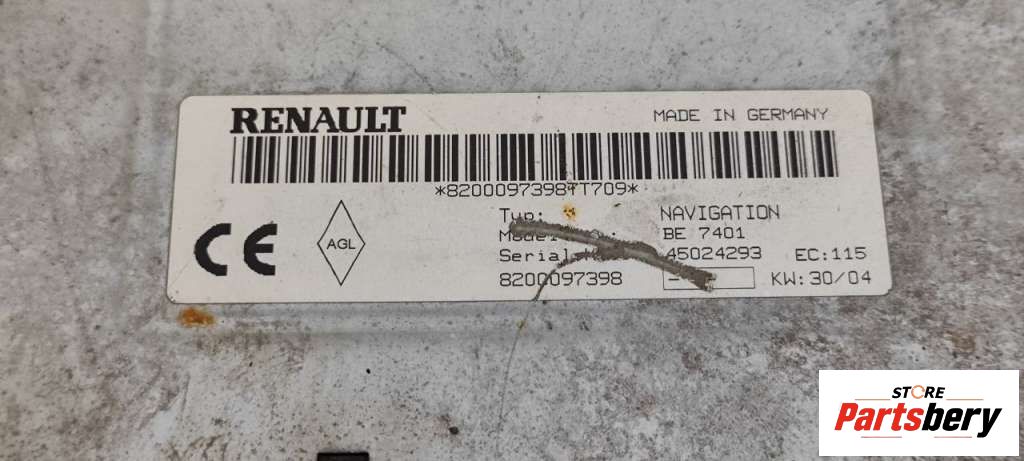 RENAULT MADE IN GERMANY
*8200097398 T709*
CE AGL
Typ: NAVIGATION
BE 7401
45024293 EC:115
8200097398 KW:30/04
STORE
Partsbery